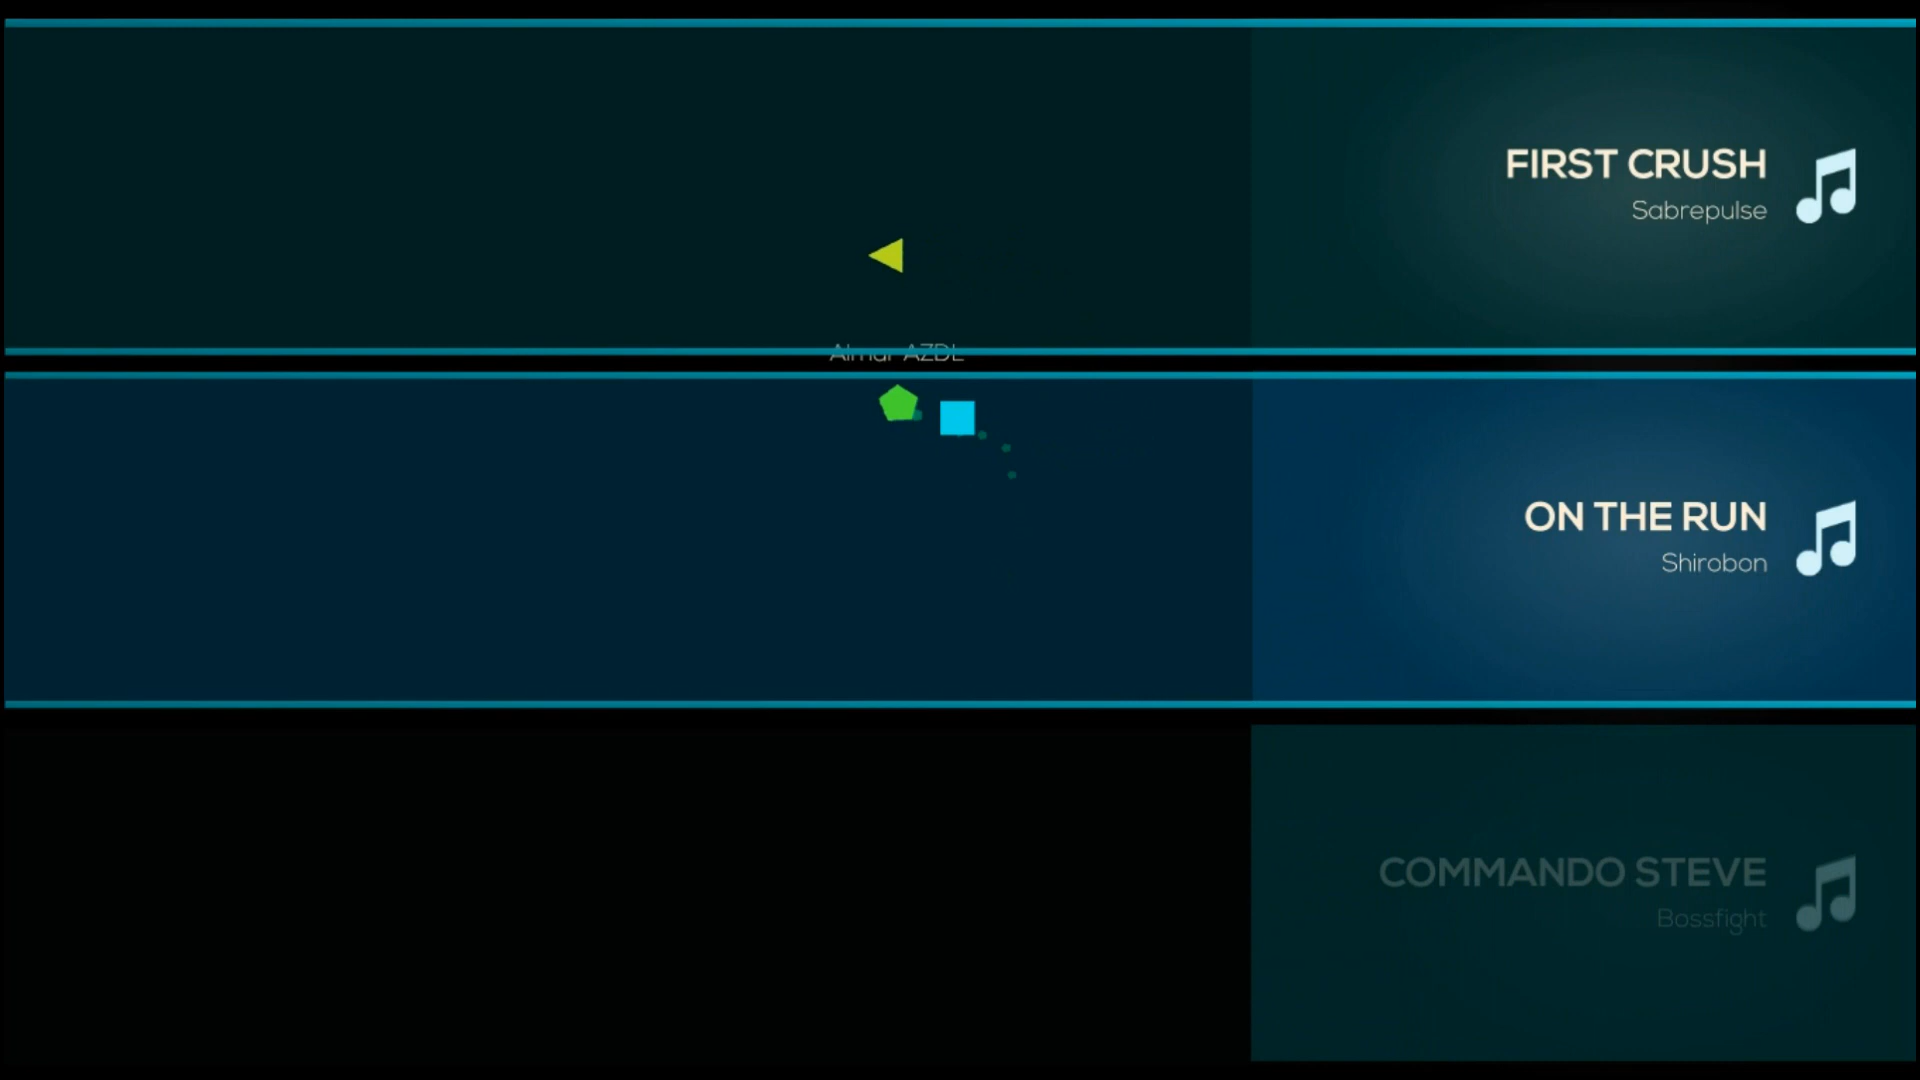 FIRST CRUSH
Sabrepulse
ON THE RUN
Shirobon
COMMANDO STEVE
Bossfight